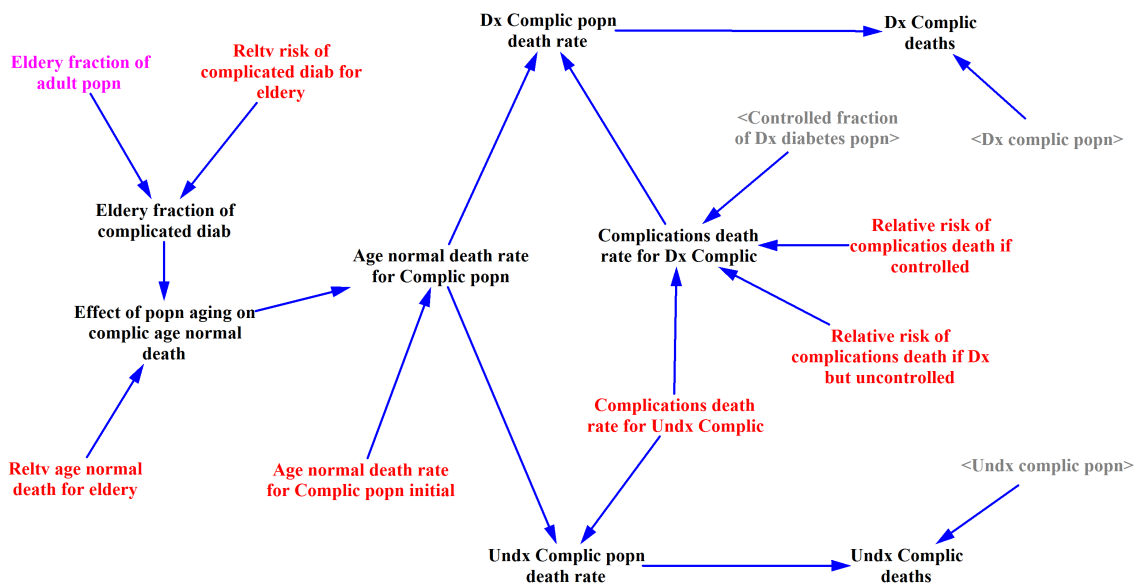 Dx Complic popn
death rate
Dx Complic
deaths
Eldery fraction of
adult popn
Reltv risk of
complicated diab for
eldery
<Controlled fraction
of Dx diabetes popn>
<Dx complic popn>
Eldery fraction of
complicated diab
Age normal death rate
for Complic popn
Complications death
rate for Dx Complic
Relative risk of
complicatios death if
controlled
Effect of popn aging on
complic age normal
death
Relative risk of
complications death if Dx
but uncontrolled
Complications death
rate for Undx Complic
Reltv age normal
death for eldery
Age normal death rate
for Complic popn initial
<Undx complic popn>
Undx Complic popn
death rate
Undx Complic
deaths